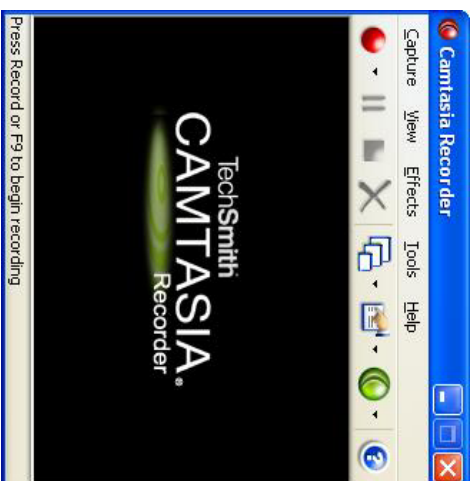 Camtasia Recorder
Capture View Effects Tools Help
TechSmith
CAMTASIA®
Recorder
Press Record or F9 to begin recording